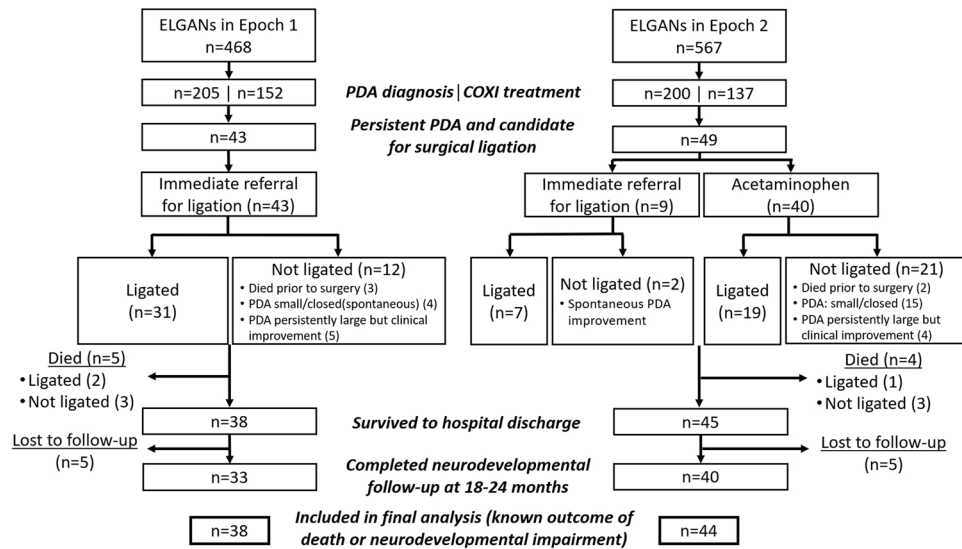 ELGANs in Epoch 1
n=468
ELGANs in Epoch 2
n=567
n=205 | n=152
PDA diagnosis|COXI treatment
n=200 | n=137
n=43
Persistent PDA and candidate
for surgical ligation
n=49
Immediate referral
for ligation (n=43)
Immediate referral
for ligation (n=9)
Acetaminophen
(n=40)
Ligated
(n=31)
Not ligated (n=12)
• Died prior to surgery (3)
• PDA small/closed(spontaneous) (4)
• PDA persistently large but clinical
improvement (5)
Ligated
(n=7)
Not ligated (n=2)
• Spontaneous PDA
improvement
Ligated
(n=19)
Not ligated (n=21)
• Died prior to surgery (2)
• PDA: small/closed (15)
• PDA persistently large but
clinical improvement (4)
Died (n=5)
• Ligated (2)
• Not ligated (3)
Died (n=4)
• Ligated (1)
• Not ligated (3)
n=38
Survived to hospital discharge
n=45
Lost to follow-up
(n=5)
Lost to follow-up
(n=5)
n=33
Completed neurodevelopmental
follow-up at 18-24 months
n=40
n=38
Included in final analysis (known outcome of
death or neurodevelopmental impairment)
n=44